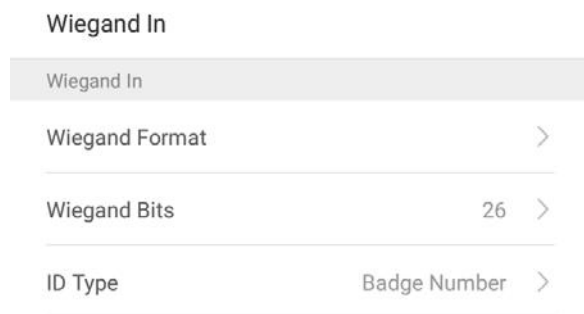 Wiegand In
Wiegand In
Wiegand Format
Wiegand Bits 26
ID Type Badge Number